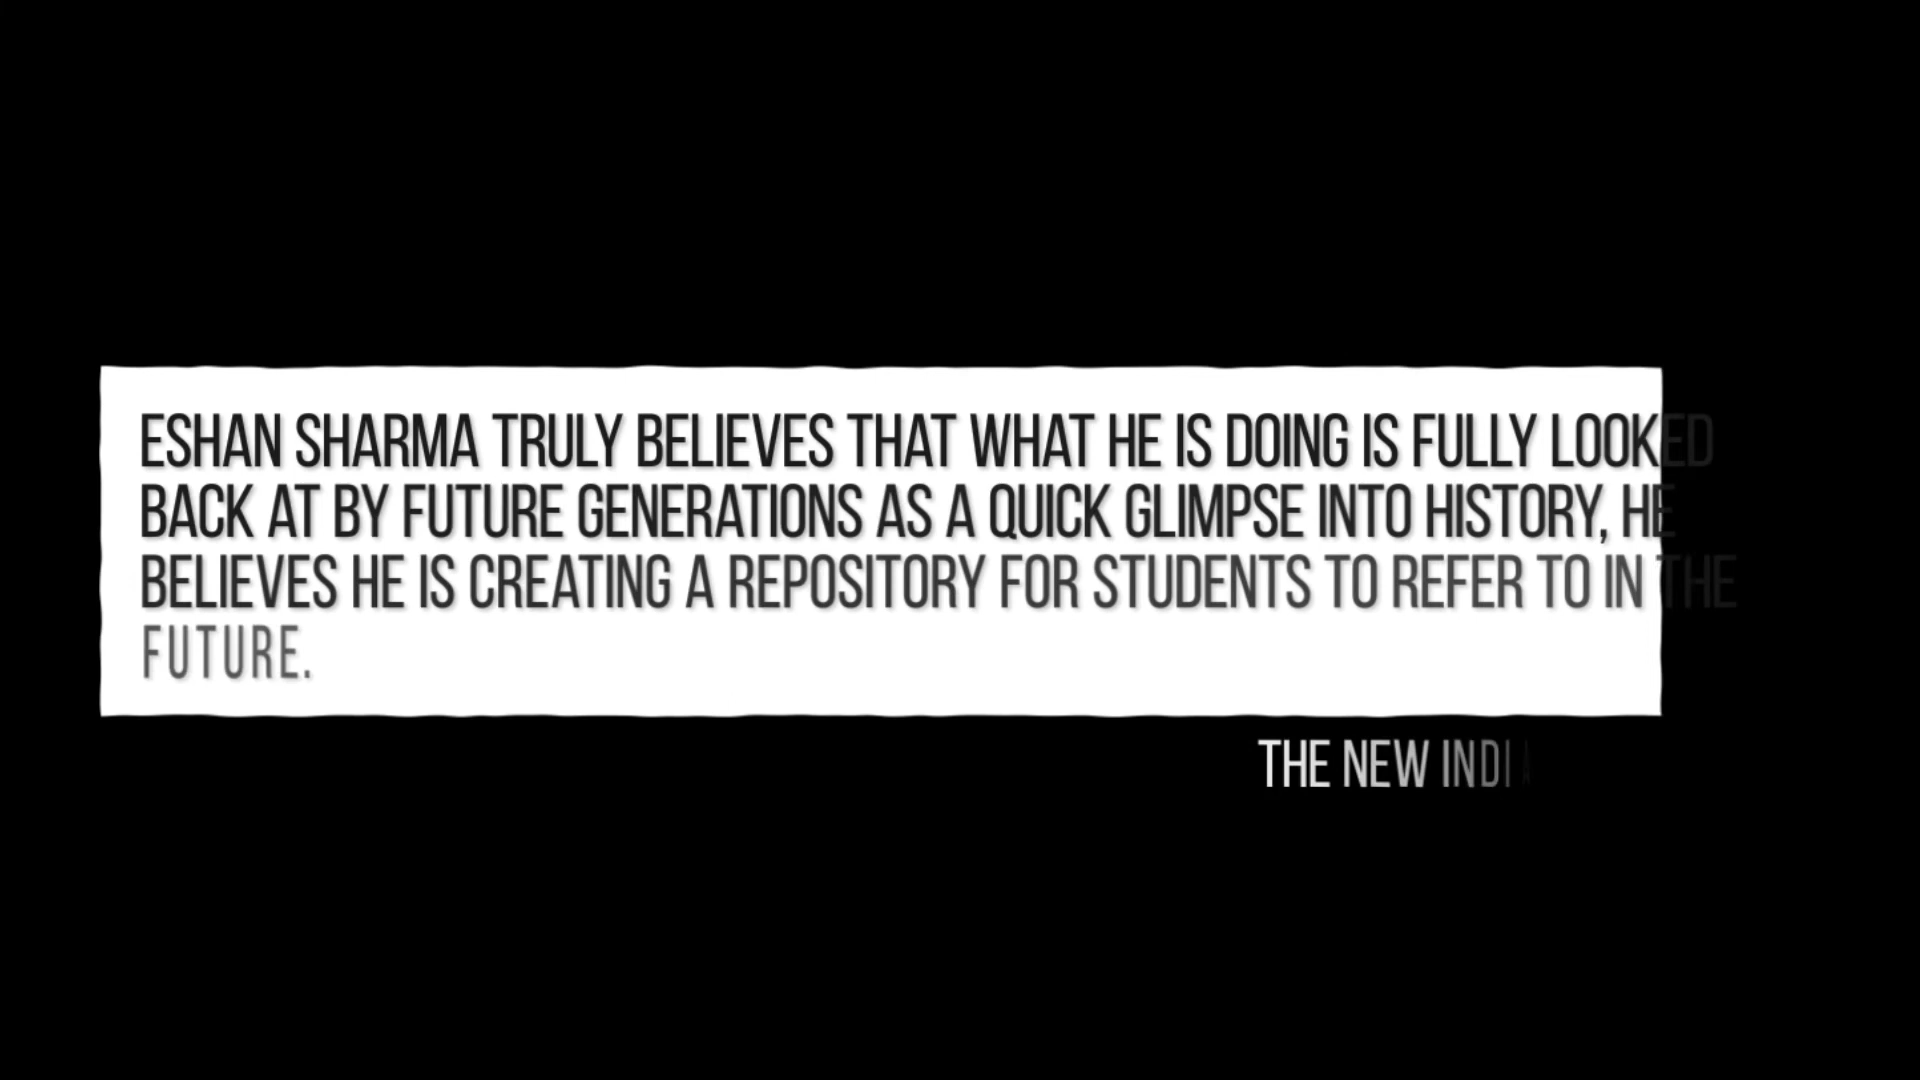 ESHAN SHARMA TRULY BELIEVES THAT WHAT HE IS DOING IS FULLY LOOKED
BACK AT BY FUTURE GENERATIONS AS A QUICK GLIMPSE INTO HISTORY, HE
BELIEVES HE IS CREATING A REPOSITORY FOR STUDENTS TO REFER TO IN THE
FUTURE.
THE NEW INDIA